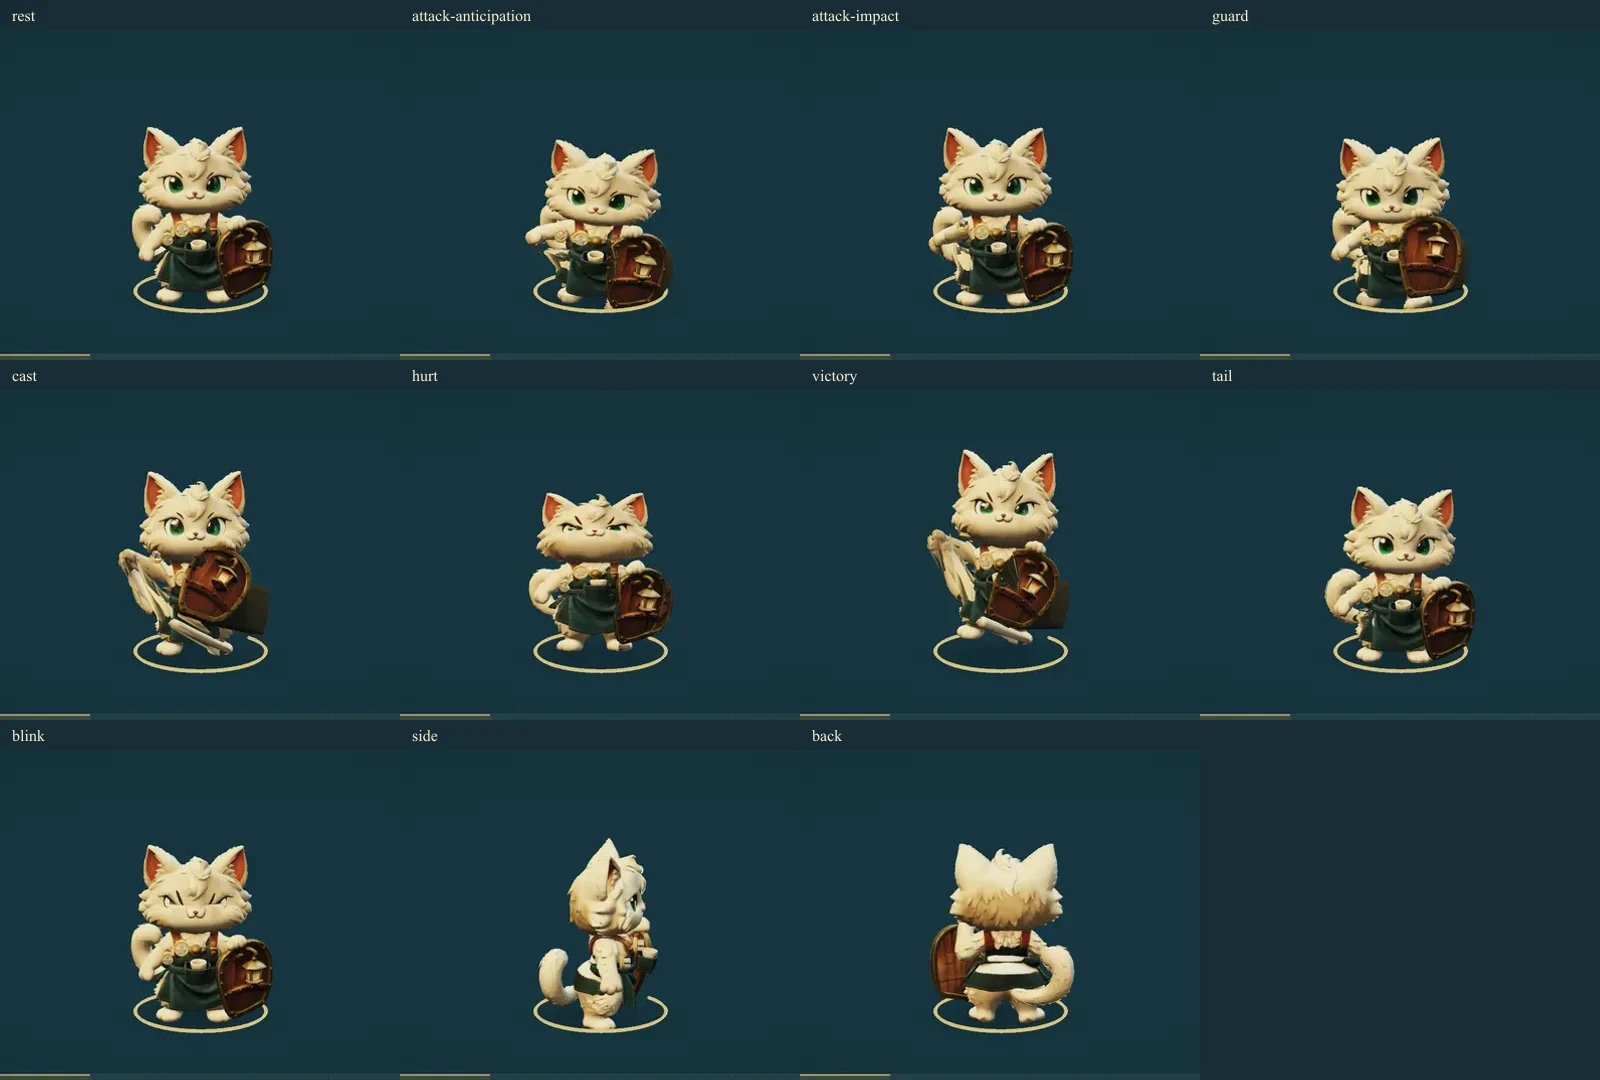 rest
attack-anticipation
attack-impact
guard
cast
hurt
victory
tail
blink
side
back